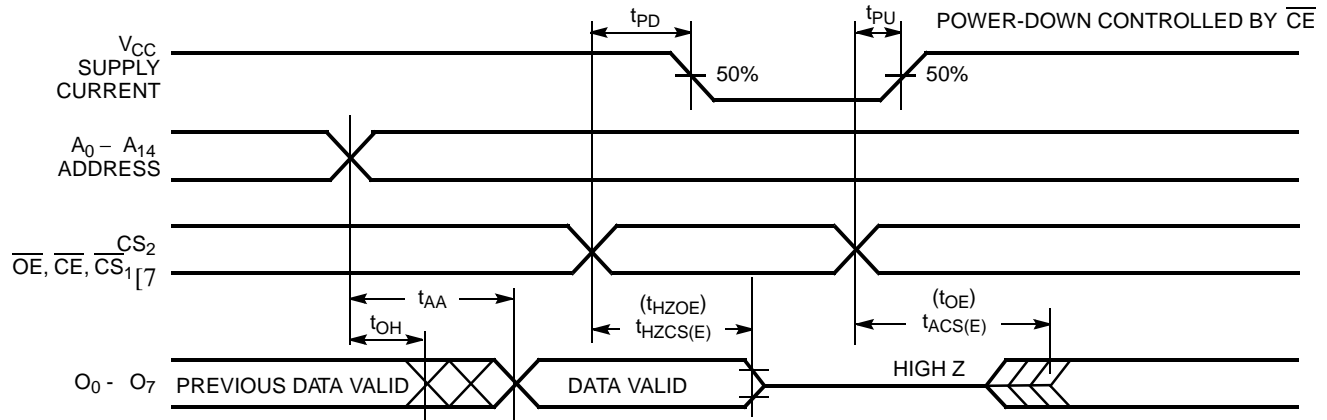 tPD
tPU
POWER-DOWN CONTROLLED BY CE
VCC
SUPPLY
CURRENT
50%
50%
A0 – A14
ADDRESS
CS2
OE, CE, CS1[7
tAA
(tHZOE)
tHZCS(E)
(tOE)
tACS(E)
tOH
O0 - O7
PREVIOUS DATA VALID
DATA VALID
HIGH Z